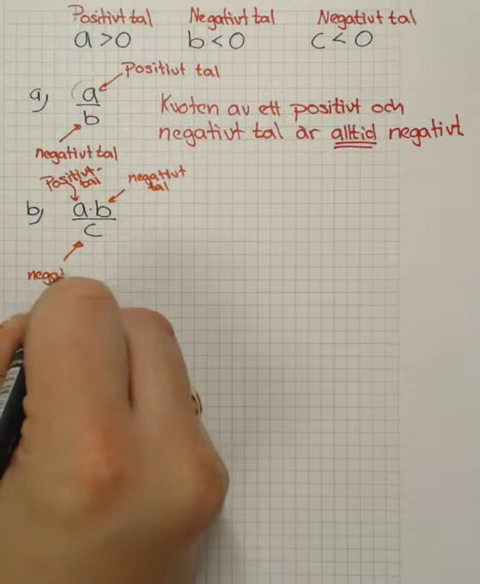 Positivt tal Negativt tal Negativt tal
a > 0 b < 0 c < 0
Positivt tal
a) a
b
negativt tal
Kvoten av ett positivt och
negativt tal är alltid negativt
Positivt tal
negativt tal
b) a · b
c
negat